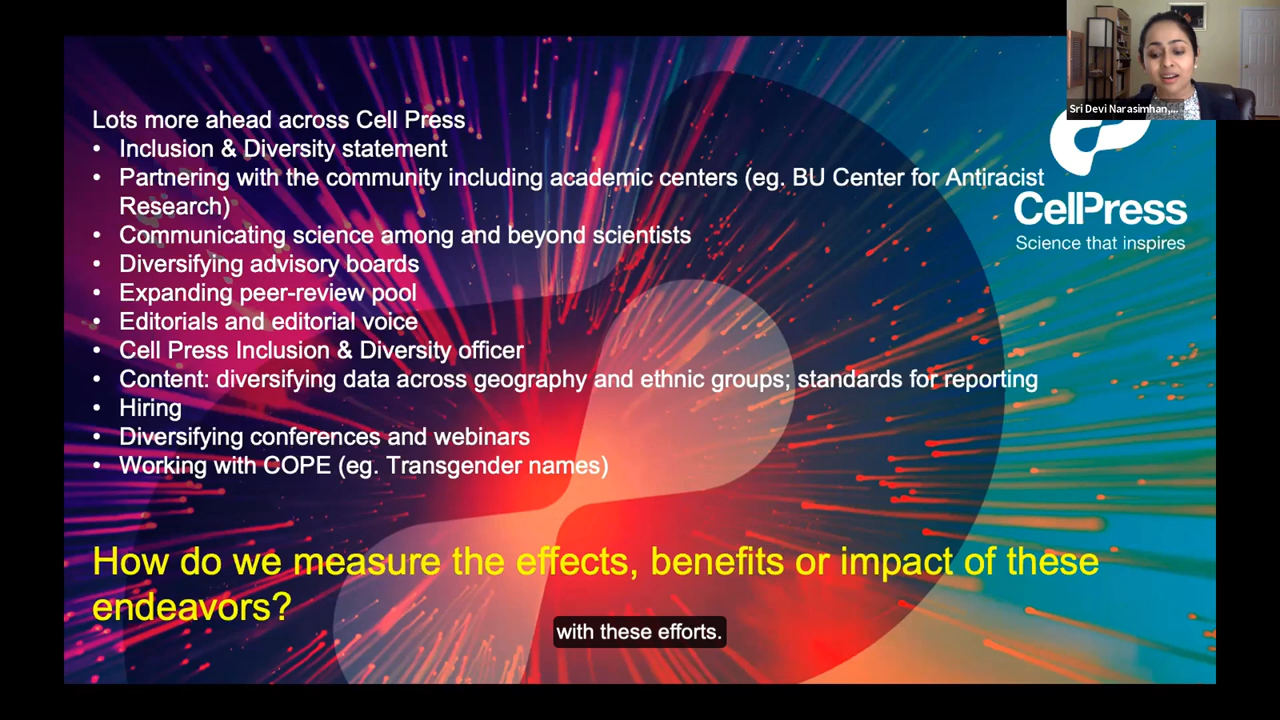 Sri Devi Narasimhan,...
Lots more ahead across Cell Press
• Inclusion & Diversity statement
• Partnering with the community including academic centers (eg. BU Center for Antiracist
Research)
• Communicating science among and beyond scientists
• Diversifying advisory boards
• Expanding peer-review pool
• Editorials and editorial voice
• Cell Press Inclusion & Diversity officer
• Content: diversifying data across geography and ethnic groups; standards for reporting
• Hiring
• Diversifying conferences and webinars
• Working with COPE (eg. Transgender names)
CellPress
Science that inspires
How do we measure the effects, benefits or impact of these
endeavors?
with these efforts.